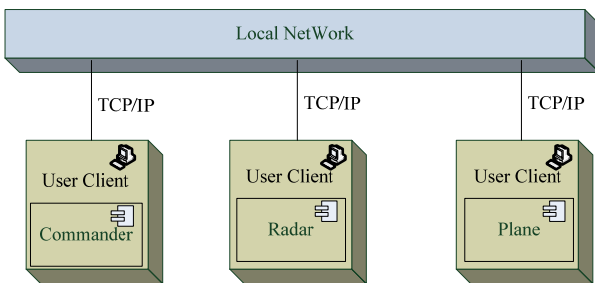 Local NetWork
TCP/IP
TCP/IP
TCP/IP
User Client
Commander
User Client
Radar
User Client
Plane